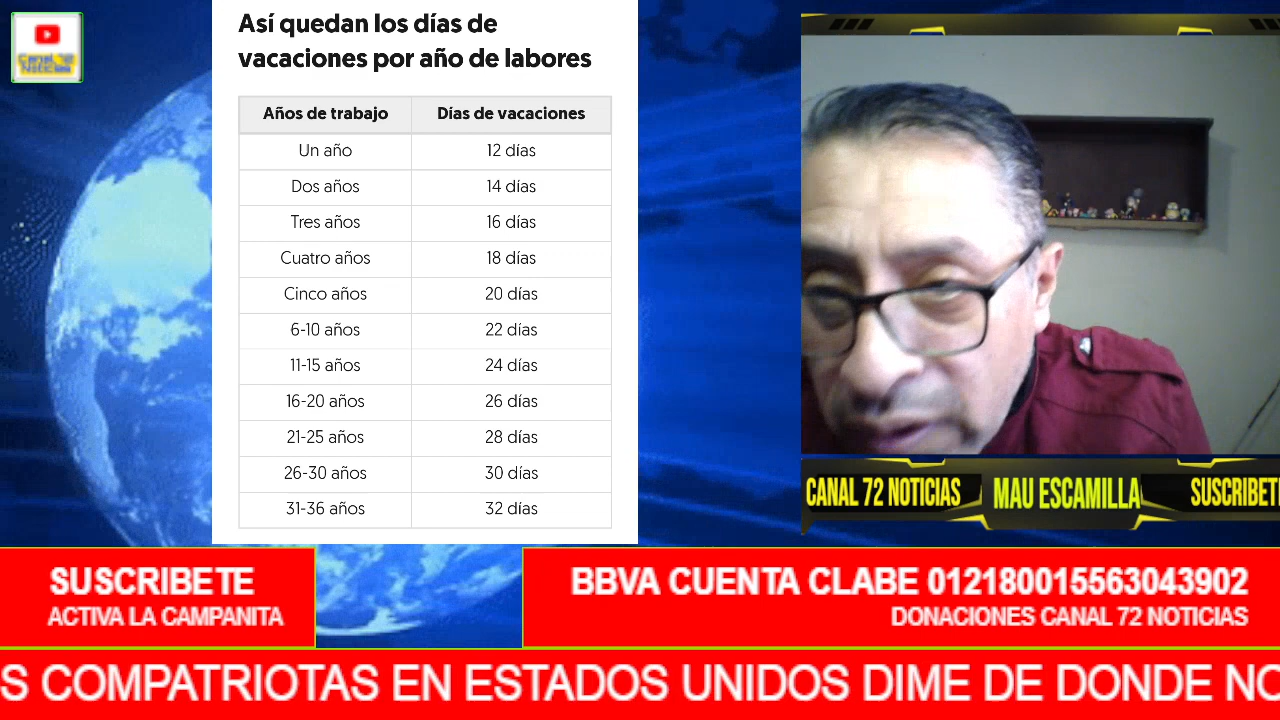 Canal 72
Noticias
Así quedan los días de
vacaciones por año de labores
Años de trabajo Días de vacaciones
Un año 12 días
Dos años 14 días
Tres años 16 días
Cuatro años 18 días
Cinco años 20 días
6-10 años 22 días
11-15 años 24 días
16-20 años 26 días
21-25 años 28 días
26-30 años 30 días
31-36 años 32 días
CANAL 72 NOTICIAS MAU ESCAMILLA SUSCRIBETE
SUSCRIBETE
ACTIVA LA CAMPANITA
BBVA CUENTA CLABE 012180015563043902
DONACIONES CANAL 72 NOTICIAS
S COMPATRIOTAS EN ESTADOS UNIDOS DIME DE DONDE NO